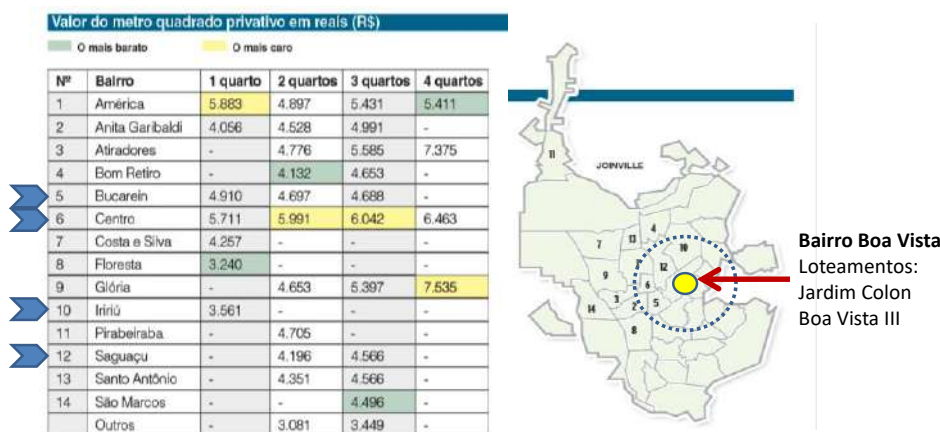 Valor do metro quadrado privativo em reais (R$)
O mais barato O mais caro
Nº Bairro 1 quarto 2 quartos 3 quartos 4 quartos
1 América 5.883 4.897 5.431 5.411
2 Anita Garibaldi 4.056 4.528 4.991 -
3 Atiradores - 4.776 5.585 7.375
4 Bom Retiro - 4.132 4.653 -
5 Bucarein 4.910 4.697 4.688 -
6 Centro 5.711 5.991 6.042 6.463
7 Costa e Silva 4.257 - - -
8 Floresta 3.240 - - -
9 Glória - 4.653 5.397 7.535
10 Iririú 3.561 - - -
11 Pirabeiraba - 4.705 - -
12 Saguaçu - 4.196 4.566 -
13 Santo Antônio - 4.351 4.566 -
14 São Marcos - - 4.496 -
Outros - 3.081 3.449 -
11
JOINVILLE
4
7 13 10
12
9
6
3 2 5
14
8
Bairro Boa Vista
Loteamentos:
Jardim Colon
Boa Vista III